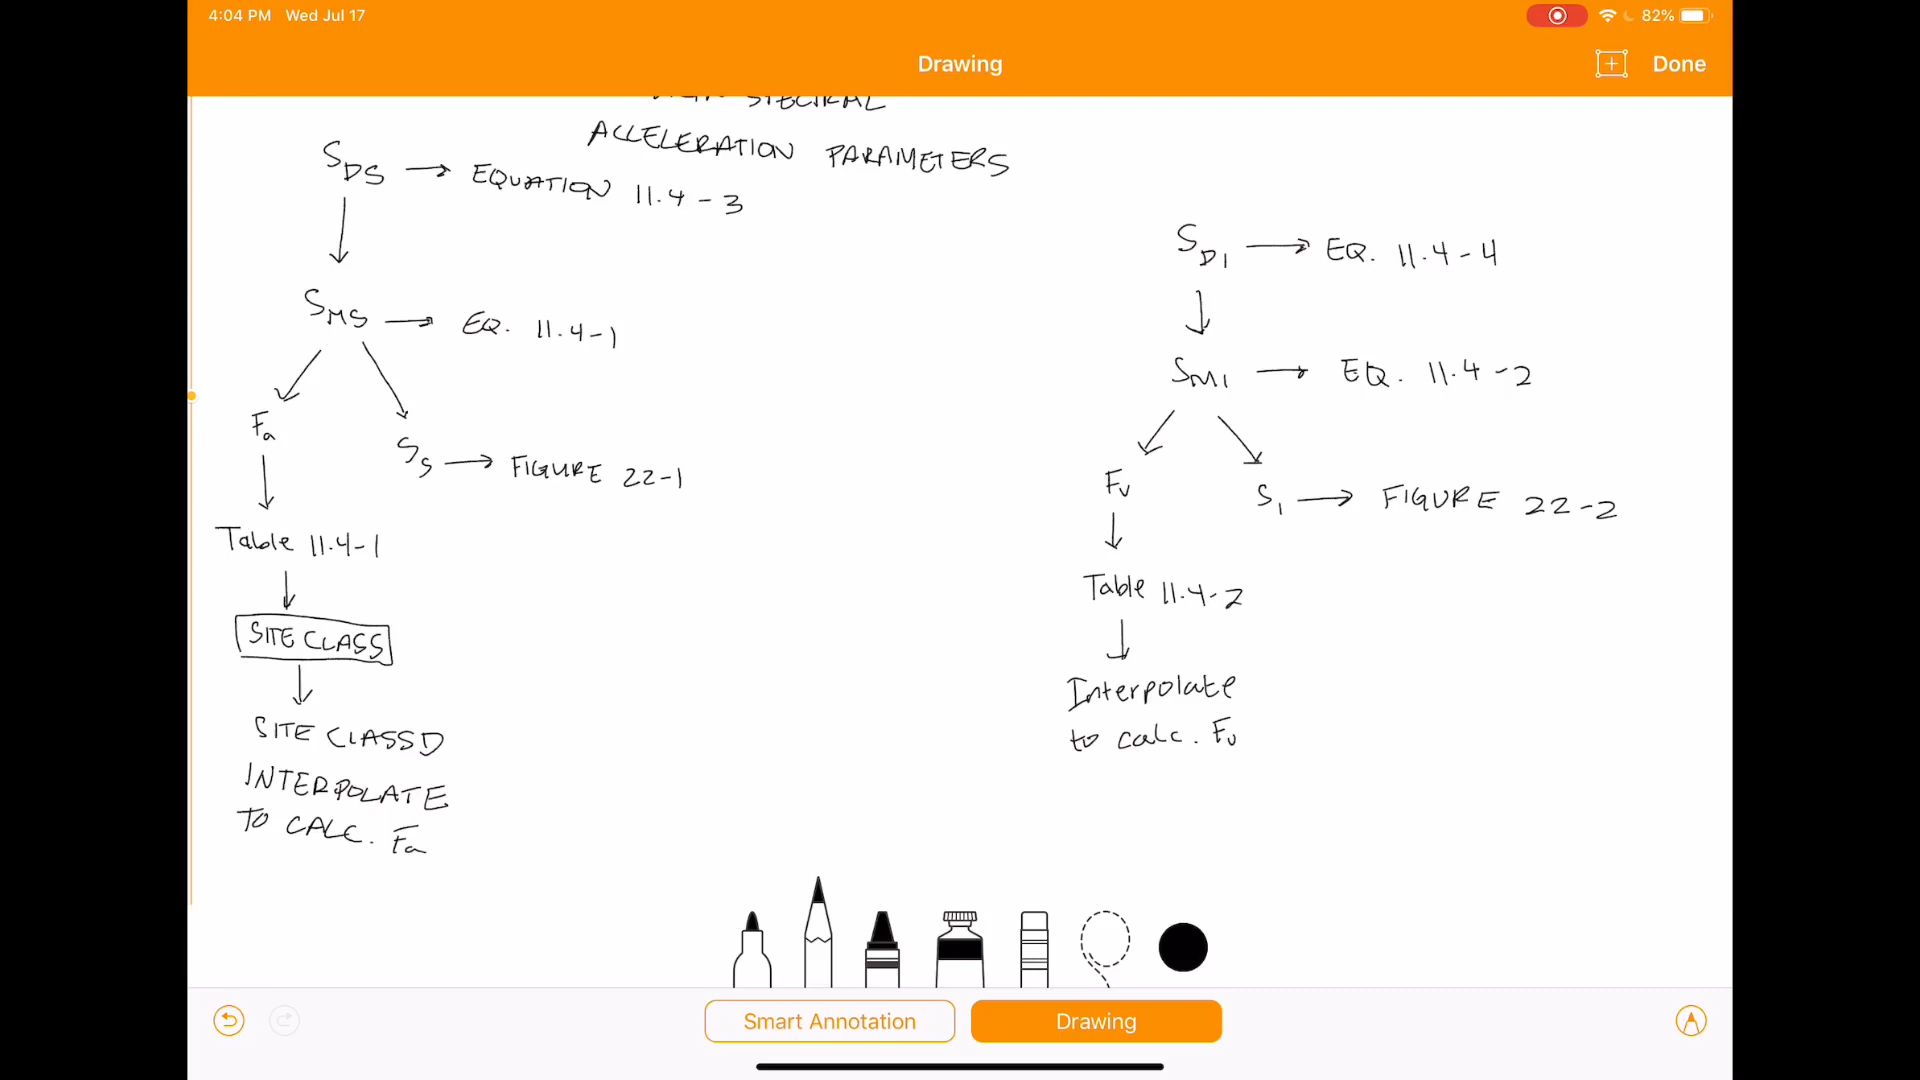 4:04 PM Wed Jul 17
82%
Drawing
Done
SPECTRAL
ACCELERATION PARAMETERS
SDS → EQUATION 11.4-3
SMS → EQ. 11.4-1
Fa
SS → FIGURE 22-1
Table 11.4-1
SITE CLASS
SITE CLASS D
INTERPOLATE
TO CALC. Fa
SD1 → EQ. 11.4-4
SM1 → EQ. 11.4-2
Fv
S1 → FIGURE 22-2
Table 11.4-2
Interpolate
to calc. Fv
Smart Annotation
Drawing